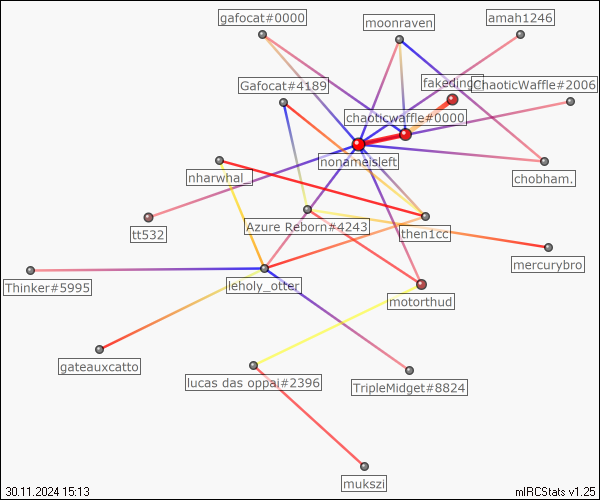 gafocat#0000
moonraven
amah1246
Gafocat#4189
ChaoticWaffle#2006
chaoticwaffle#0000
nonameisleft
nharwhal_
chobham.
tt532
Azure Reborn#4243
then1cc
mercurybro
Thinker#5995
leholy_otter
motorthud
gateauxcatto
lucas das oppai#2396
TripleMidget#8824
mukszi
30.11.2024 15:13
mIRCStats v1.25